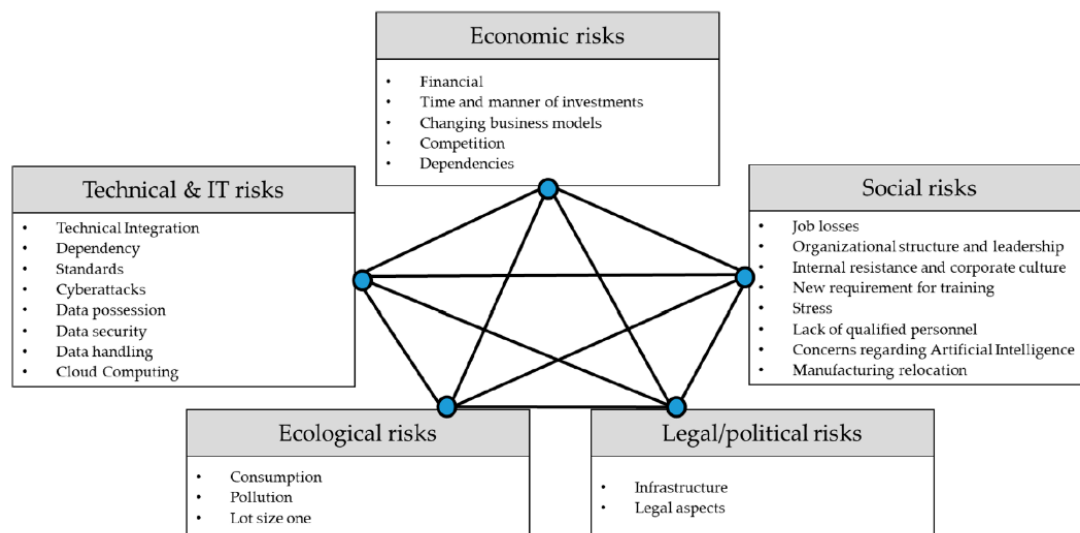 Economic risks
• Financial
• Time and manner of investments
• Changing business models
• Competition
• Dependencies
Technical & IT risks
• Technical Integration
• Dependency
• Standards
• Cyberattacks
• Data possession
• Data security
• Data handling
• Cloud Computing
Social risks
• Job losses
• Organizational structure and leadership
• Internal resistance and corporate culture
• New requirement for training
• Stress
• Lack of qualified personnel
• Concerns regarding Artificial Intelligence
• Manufacturing relocation
Ecological risks
• Consumption
• Pollution
• Lot size one
Legal/political risks
• Infrastructure
• Legal aspects